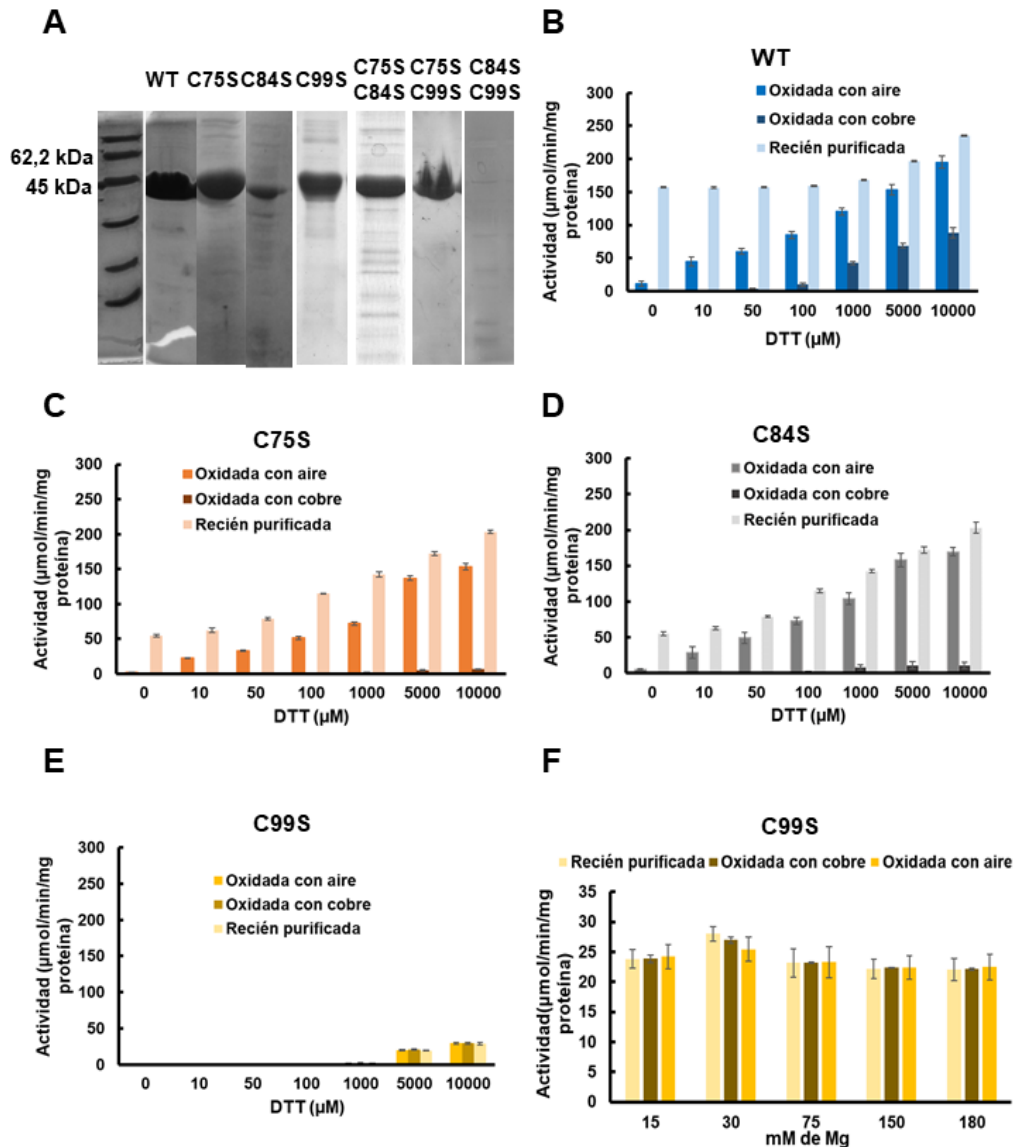 A
WT C75S C84S C99S C75S C84S C75S C99S C84S C99S
62,2 kDa
45 kDa
B
WT
Oxidada con aire
Oxidada con cobre
Recién purificada
Actividad (µmol/min/mg proteína)
300
250
200
150
100
50
0
0 10 50 100 1000 5000 10000
DTT (µM)
C
C75S
Oxidada con aire
Oxidada con cobre
Recién purificada
Actividad (µmol/min/mg proteína)
300
250
200
150
100
50
0
0 10 50 100 1000 5000 10000
DTT (µM)
D
C84S
Oxidada con aire
Oxidada con cobre
Recién purificada
Actividad (µmol/min/mg proteína)
300
250
200
150
100
50
0
0 10 50 100 1000 5000 10000
DTT (µM)
E
C99S
Oxidada con aire
Oxidada con cobre
Recién purificada
Actividad (µmol/min/mg proteína)
300
250
200
150
100
50
0
0 10 50 100 1000 5000 10000
DTT (µM)
F
C99S
Recién purificada Oxidada con cobre Oxidada con aire
Actividad(µmol/min/mg proteína)
35
30
25
20
15
10
5
0
15 30 75 150 180
mM de Mg